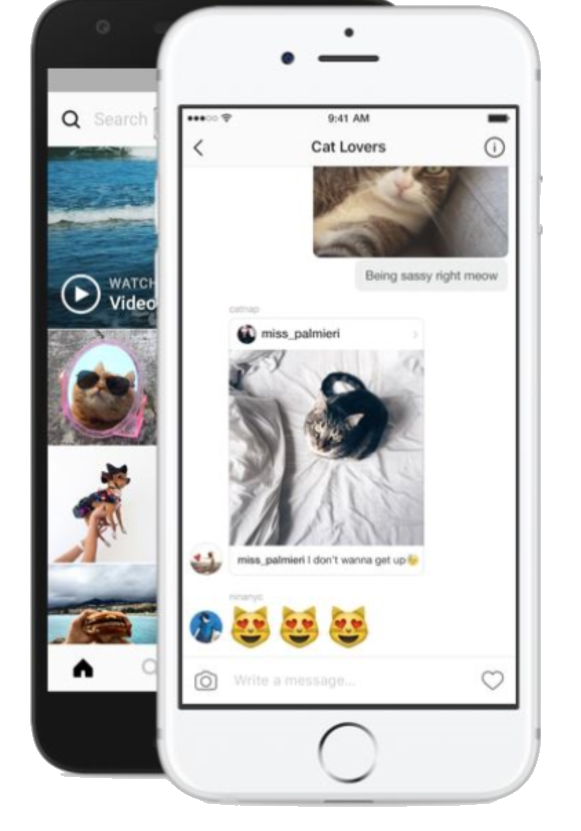 Search
WATCH
Video
9:41 AM
Cat Lovers
Being sassy right meow
catnap
miss_palmieri
miss_palmieri I don't wanna get up
ninanyc
Write a message...